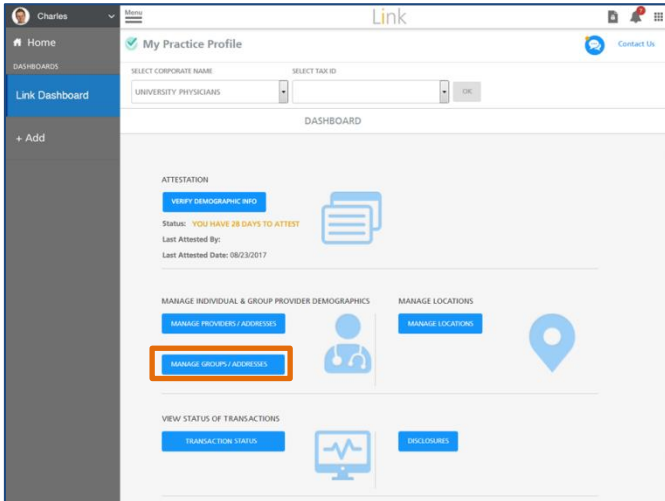 Charles
Menu
Link
Home
My Practice Profile
Contact Us
DASHBOARDS
SELECT CORPORATE NAME
SELECT TAX ID
Link Dashboard
UNIVERSITY PHYSICIANS
OK
DASHBOARD
+ Add
ATTESTATION
VERIFY DEMOGRAPHIC INFO
Status: YOU HAVE 28 DAYS TO ATTEST
Last Attested By:
Last Attested Date: 08/23/2017
MANAGE INDIVIDUAL & GROUP PROVIDER DEMOGRAPHICS
MANAGE LOCATIONS
MANAGE PROVIDERS / ADDRESSES
MANAGE LOCATIONS
MANAGE GROUPS / ADDRESSES
VIEW STATUS OF TRANSACTIONS
TRANSACTION STATUS
DISCLOSURES